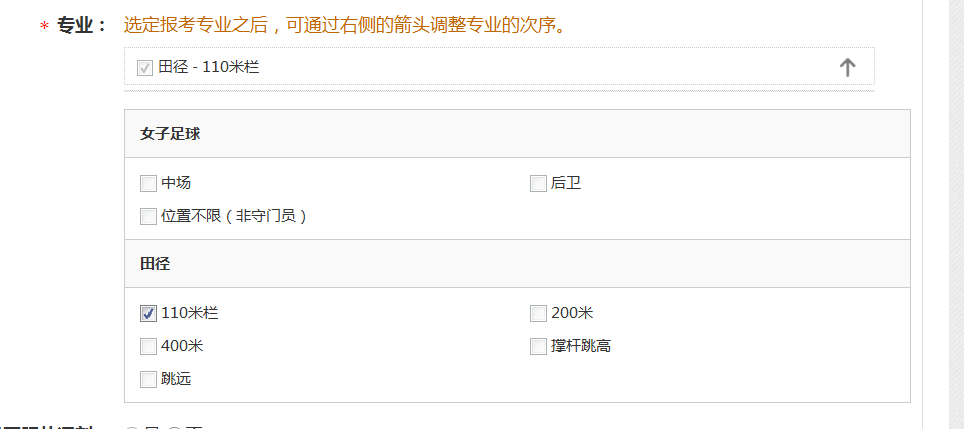 * 专业： 选定报考专业之后，可通过右侧的箭头调整专业的次序。
田径 - 110米栏
女子足球
中场 后卫
位置不限（非守门员）
田径
110米栏 200米
400米 撑杆跳高
跳远